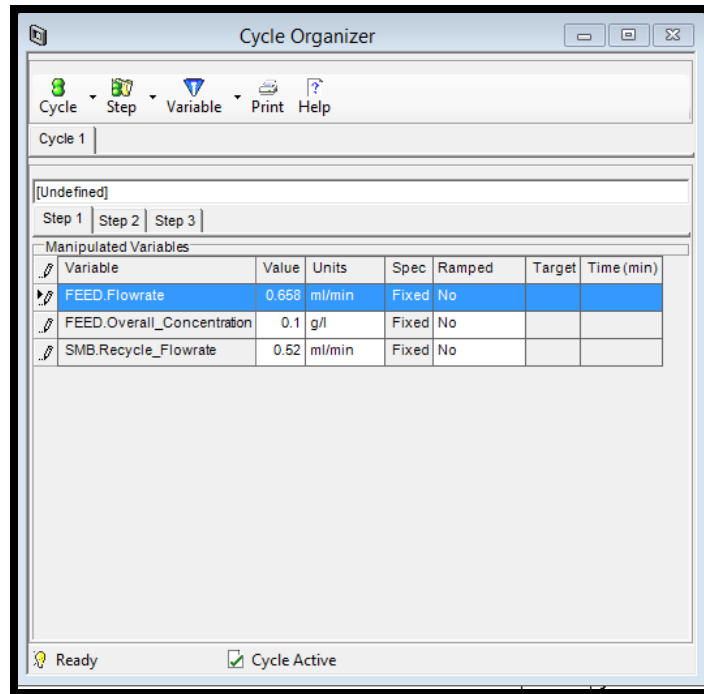 Cycle Organizer
Cycle Step Variable Print Help
Cycle 1
[Undefined]
Step 1 Step 2 Step 3
Manipulated Variables
Variable Value Units Spec Ramped Target Time (min)
FEED.Flowrate 0.658 ml/min Fixed No
FEED.Overall_Concentration 0.1 g/l Fixed No
SMB.Recycle_Flowrate 0.52 ml/min Fixed No
Ready Cycle Active